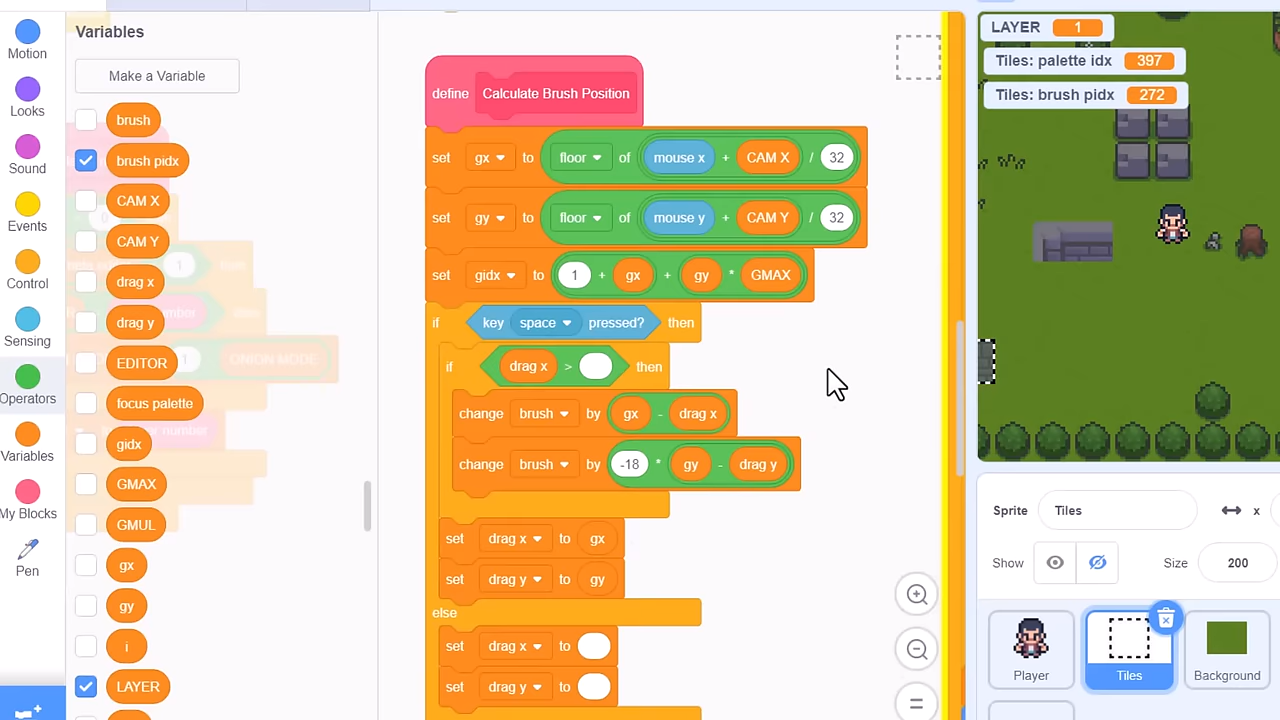 Motion
Looks
Sound
Events
Control
Sensing
Operators
Variables
My Blocks
Pen
Variables
Make a Variable
brush
brush pidx
CAM X
CAM Y
drag x
drag y
EDITOR
focus palette
gidx
GMAX
GMUL
gx
gy
i
LAYER
1
1 ONION MODE
define Calculate Brush Position
set gx to floor of mouse x + CAM X / 32
set gy to floor of mouse y + CAM Y / 32
set gidx to 1 + gx + gy * GMAX
if key space pressed? then
if drag x > then
change brush by gx - drag x
change brush by -18 * gy - drag y
set drag x to gx
set drag y to gy
else
set drag x to
set drag y to
LAYER 1
Tiles: palette idx 397
Tiles: brush pidx 272
Sprite Tiles x
Show Size 200
Player
Tiles
Background